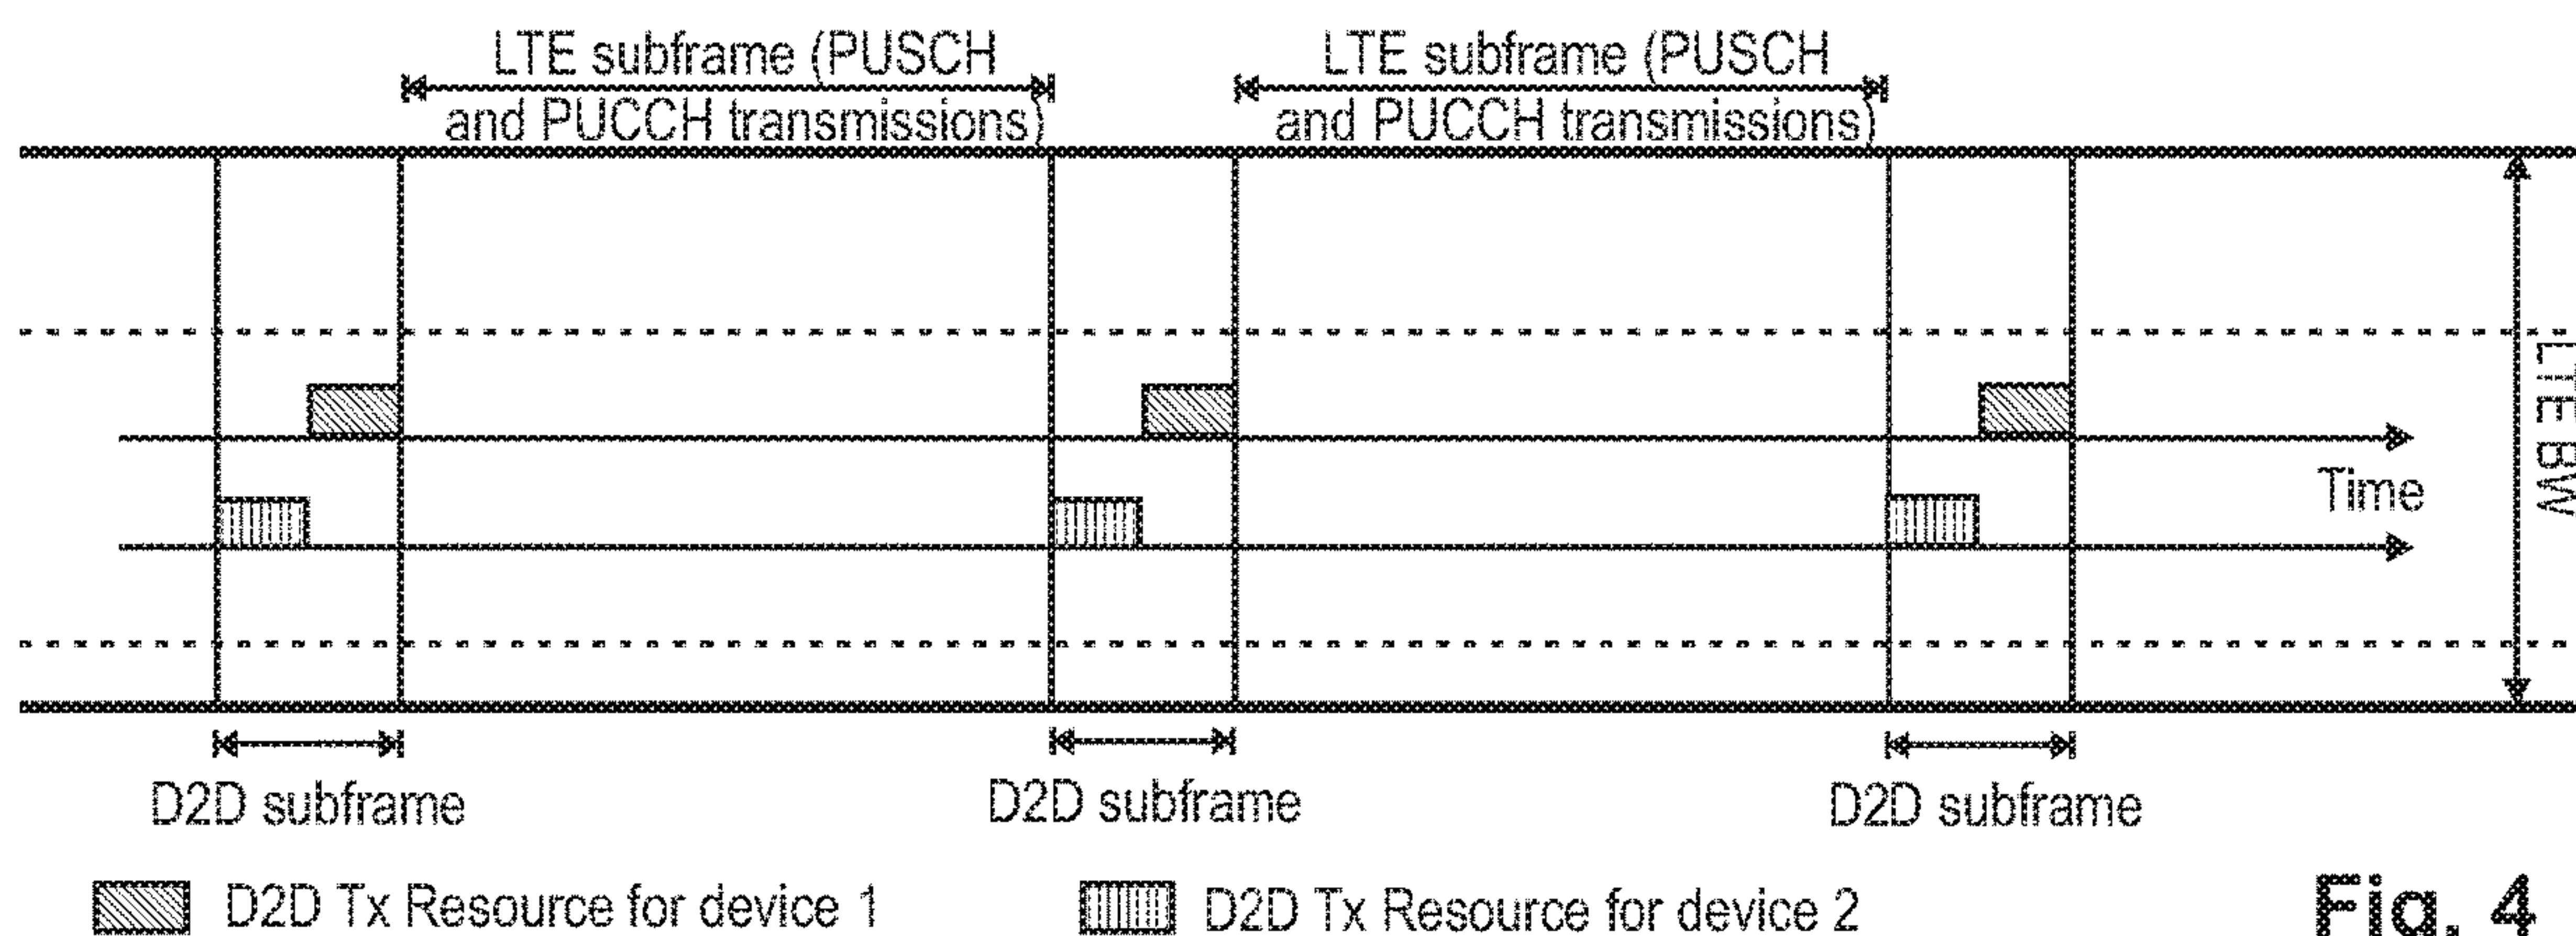 LTE subframe (PUSCH
and PUCCH transmissions)
LTE subframe (PUSCH
and PUCCH transmissions)
LTE BW
Time
D2D subframe
D2D subframe
D2D subframe
D2D Tx Resource for device 1
D2D Tx Resource for device 2
Fig. 4